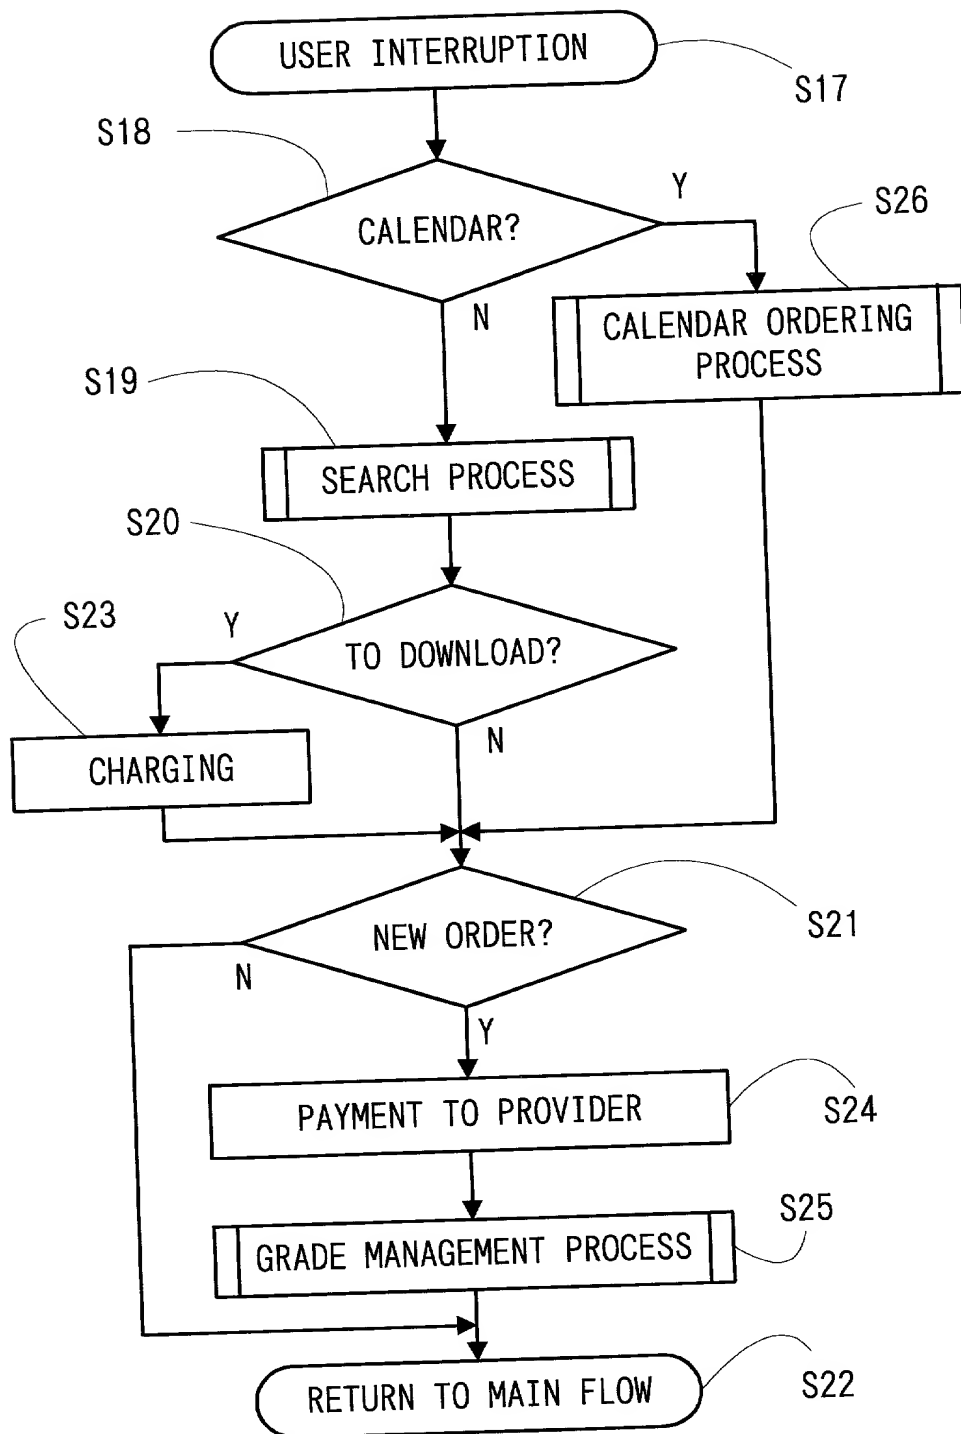 USER INTERRUPTION
S17
S18
CALENDAR?
Y
S26
N
CALENDAR ORDERING
PROCESS
S19
SEARCH PROCESS
S20
S23
Y
TO DOWNLOAD?
N
CHARGING
S21
NEW ORDER?
N
Y
PAYMENT TO PROVIDER
S24
S25
GRADE MANAGEMENT PROCESS
RETURN TO MAIN FLOW
S22